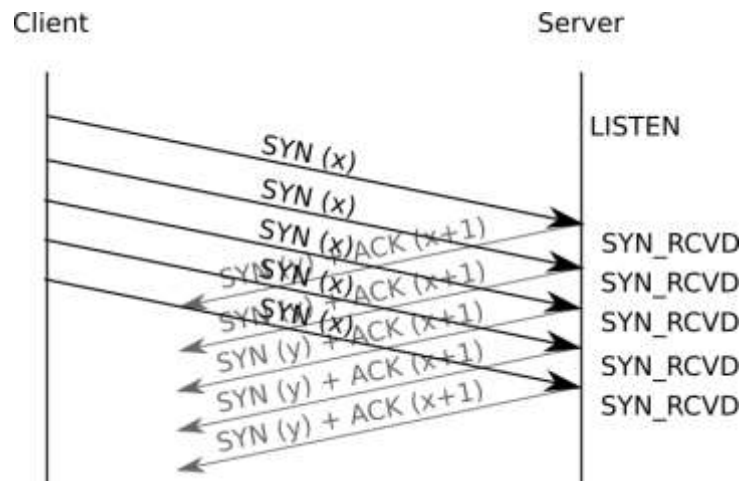 Client
Server
LISTEN
SYN (x)
SYN (x)
SYN (x)
SYN (x)
SYN (x)
SYN (y) + ACK (x+1)
SYN (y) + ACK (x+1)
SYN (y) + ACK (x+1)
SYN (y) + ACK (x+1)
SYN (y) + ACK (x+1)
SYN_RCVD
SYN_RCVD
SYN_RCVD
SYN_RCVD
SYN_RCVD